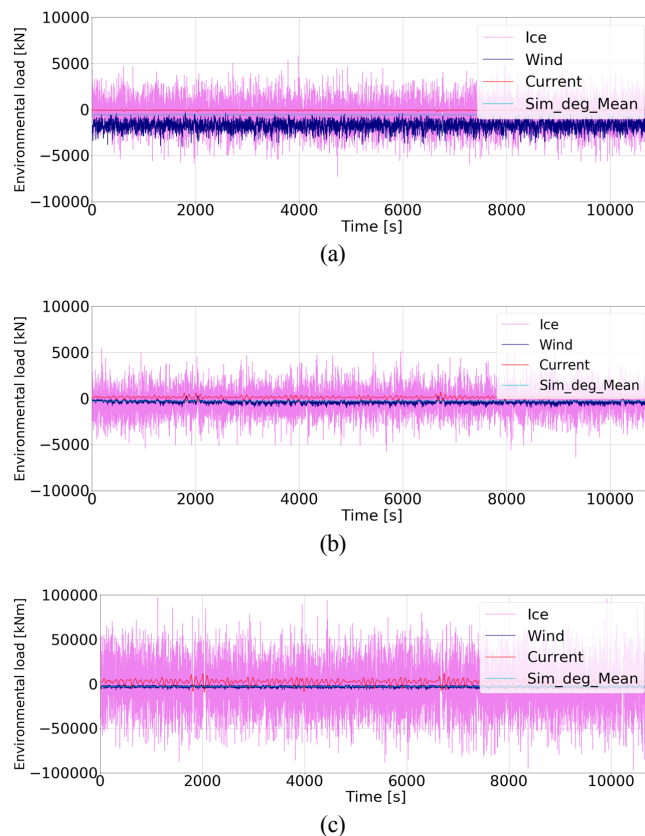 Environmental load [kN]
10000
5000
0
−5000
−10000
0 2000 4000 6000 8000 10000
Time [s]
Ice
Wind
Current
Sim_deg_Mean
(a)
Environmental load [kN]
10000
5000
0
−5000
−10000
0 2000 4000 6000 8000 10000
Time [s]
Ice
Wind
Current
Sim_deg_Mean
(b)
Environmental load [kNm]
100000
50000
0
−50000
−100000
0 2000 4000 6000 8000 10000
Time [s]
Ice
Wind
Current
Sim_deg_Mean
(c)